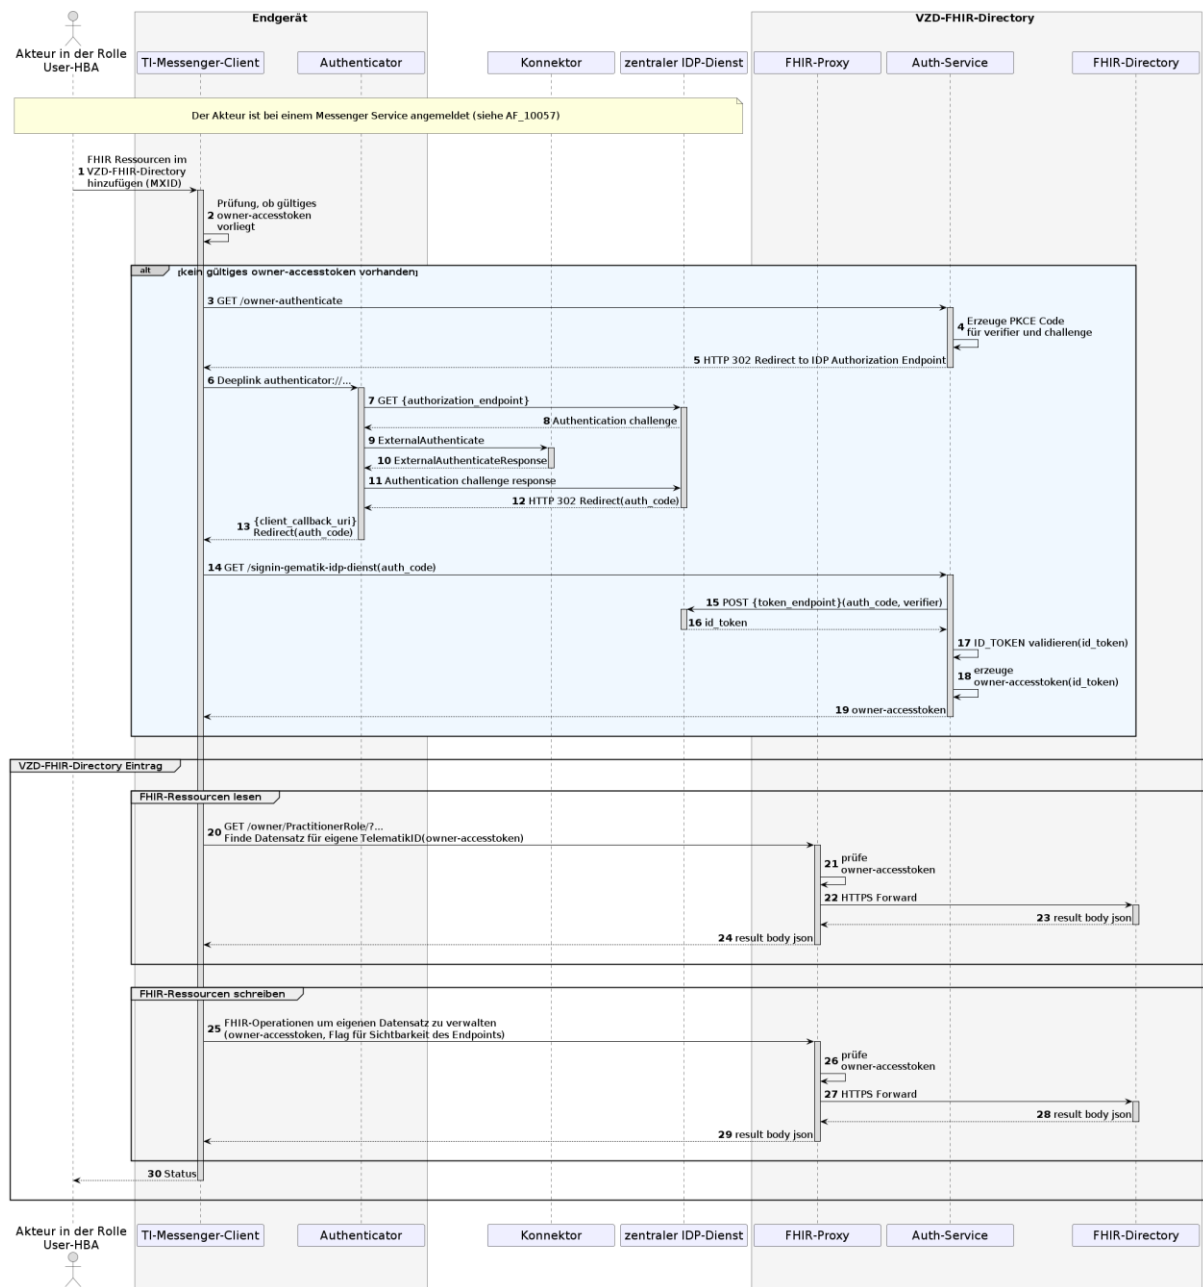 Endgerät
VZD-FHIR-Directory
Akteur in der Rolle
User-HBA
TI-Messenger-Client
Authenticator
Konnektor
zentraler IDP-Dienst
FHIR-Proxy
Auth-Service
FHIR-Directory
Der Akteur ist bei einem Messenger Service angemeldet (siehe AF_10057)
FHIR Ressourcen im
1 VZD-FHIR-Directory
hinzufügen (MXID)
Prüfung, ob gültiges
2 owner-accesstoken
vorliegt
alt [kein gültiges owner-accesstoken vorhanden]
3 GET /owner-authenticate
4 Erzeuge PKCE Code
für verifier und challenge
5 HTTP 302 Redirect to IDP Authorization Endpoint
6 Deeplink authenticator://...
7 GET {authorization_endpoint}
8 Authentication challenge
9 ExternalAuthenticate
10 ExternalAuthenticateResponse
11 Authentication challenge response
12 HTTP 302 Redirect(auth_code)
13 {client_callback_uri}
Redirect(auth_code)
14 GET /signin-gematik-idp-dienst(auth_code)
15 POST {token_endpoint}(auth_code, verifier)
16 id_token
17 ID_TOKEN validieren(id_token)
18 erzeuge
owner-accesstoken(id_token)
19 owner-accesstoken
VZD-FHIR-Directory Eintrag
FHIR-Ressourcen lesen
20 GET /owner/PractitionerRole/?...
Finde Datensatz für eigene TelematikID(owner-accesstoken)
21 prüfe
owner-accesstoken
22 HTTPS Forward
23 result body json
24 result body json
FHIR-Ressourcen schreiben
25 FHIR-Operationen um eigenen Datensatz zu verwalten
(owner-accesstoken, Flag für Sichtbarkeit des Endpoints)
26 prüfe
owner-accesstoken
27 HTTPS Forward
28 result body json
29 result body json
30 Status
Akteur in der Rolle
User-HBA
TI-Messenger-Client
Authenticator
Konnektor
zentraler IDP-Dienst
FHIR-Proxy
Auth-Service
FHIR-Directory